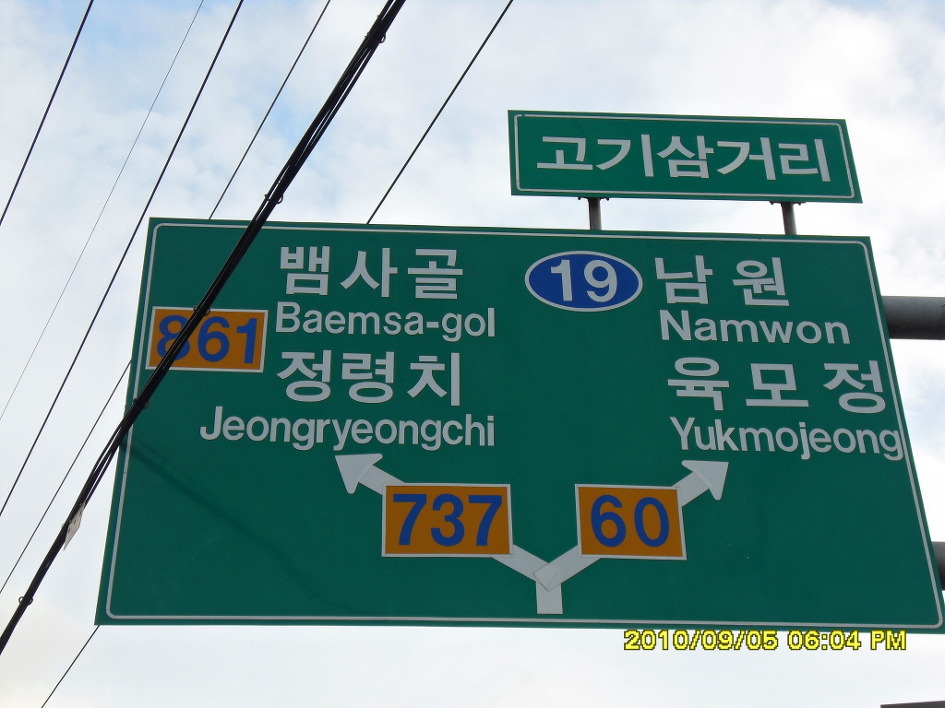 고기삼거리
뱀사골
861 Baemsa-gol
정령치
Jeongryeongchi
19 남원
Namwon
육모정
Yukmojeong
737
60
2010/09/05 06:04 PM